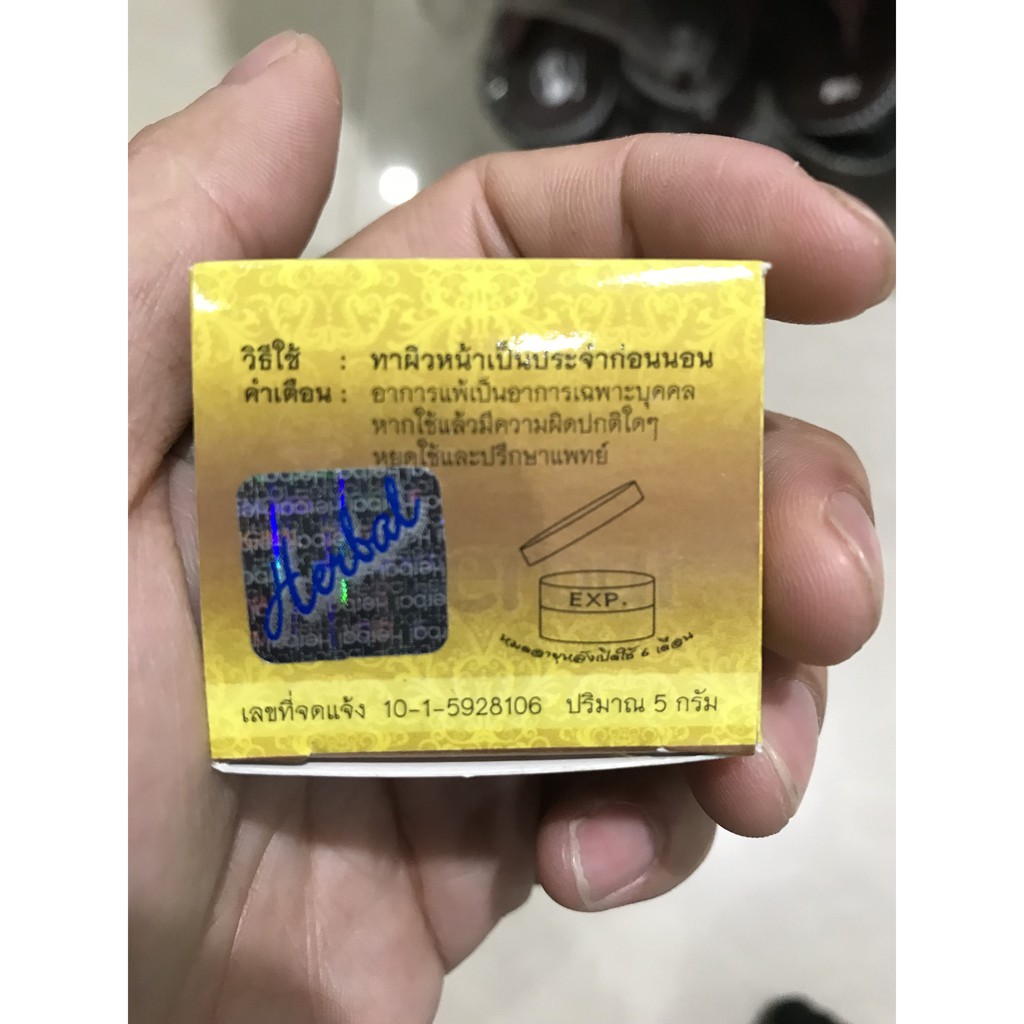 วิธีใช้ : ทาผิวหน้าเป็นประจำก่อนนอน
คำเตือน : อาการแพ้เป็นอาการเฉพาะบุคคล
หากใช้แล้วมีความผิดปกติใดๆ
หยุดใช้และปรึกษาแพทย์
Herbal
EXP.
หมดอายุหลังเปิดใช้ 6 เดือน
เลขที่จดแจ้ง 10-1-5928106 ปริมาณ 5 กรัม